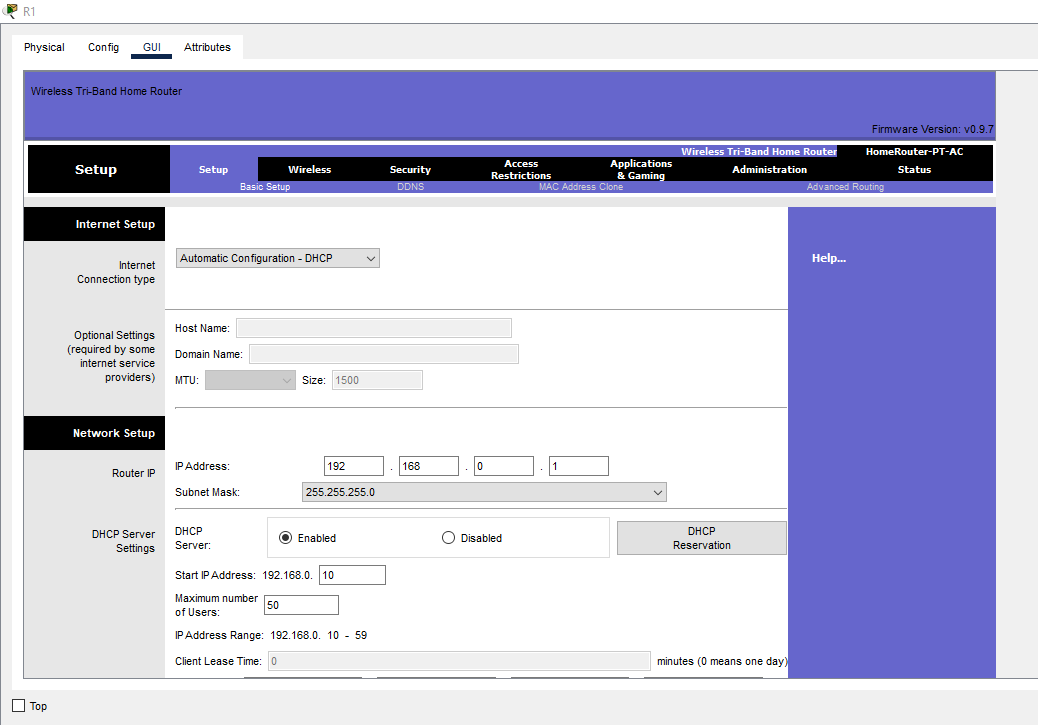 R1
Physical Config GUI Attributes
Wireless Tri-Band Home Router
Firmware Version: v0.9.7
Wireless Tri-Band Home Router HomeRouter-PT-AC
Setup
Setup Wireless Security Access Restrictions Applications & Gaming Administration Status
Basic Setup DDNS MAC Address Clone Advanced Routing
Internet Setup
Internet
Connection type
Automatic Configuration - DHCP
Help...
Optional Settings
(required by some
internet service
providers)
Host Name:
Domain Name:
MTU: Size: 1500
Network Setup
Router IP
IP Address: 192 . 168 . 0 . 1
Subnet Mask: 255.255.255.0
DHCP Server
Settings
DHCP
Server:
Enabled Disabled
DHCP
Reservation
Start IP Address: 192.168.0. 10
Maximum number
of Users:
50
IP Address Range: 192.168.0. 10 - 59
Client Lease Time: 0 minutes (0 means one day)
Top